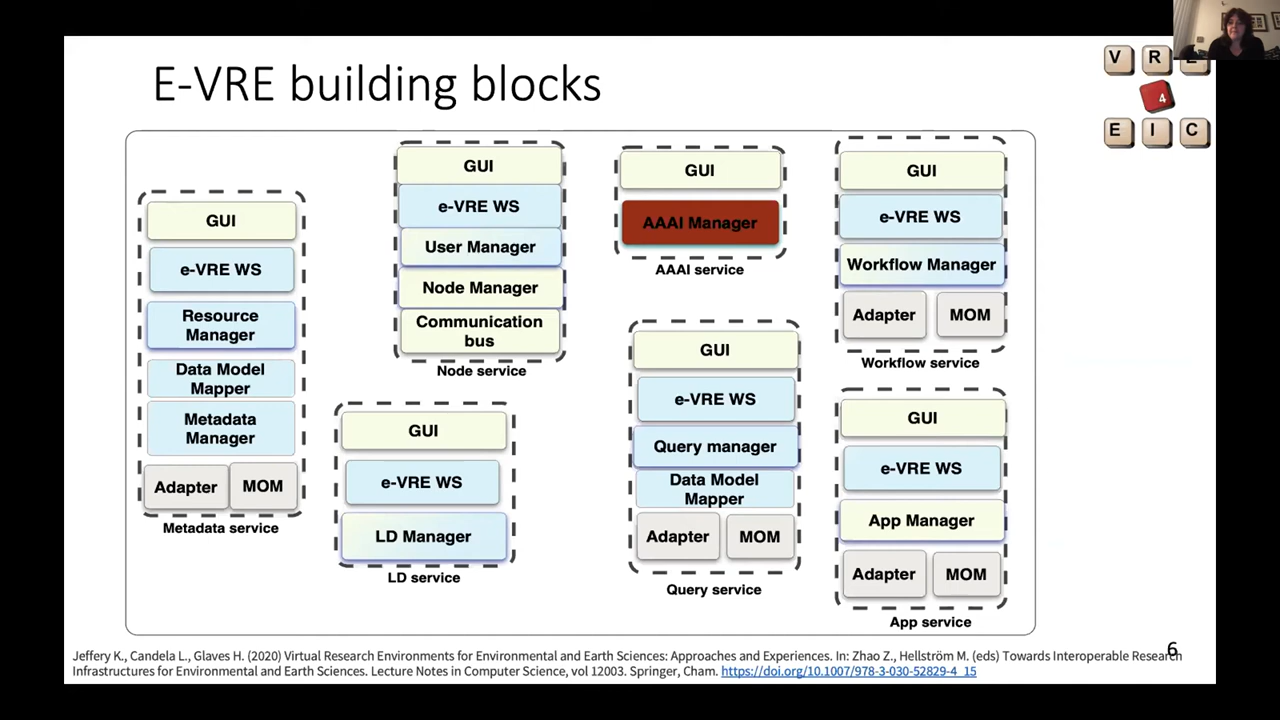 E-VRE building blocks
V R E
4
E I C
GUI
e-VRE WS
Resource
Manager
Data Model
Mapper
Metadata
Manager
Adapter MOM
Metadata service
GUI
e-VRE WS
User Manager
Node Manager
Communication
bus
Node service
GUI
e-VRE WS
LD Manager
LD service
GUI
AAAI Manager
AAAI service
GUI
e-VRE WS
Query manager
Data Model
Mapper
Adapter MOM
Query service
GUI
e-VRE WS
Workflow Manager
Adapter MOM
Workflow service
GUI
e-VRE WS
App Manager
Adapter MOM
App service
6
Jeffery K., Candela L., Glaves H. (2020) Virtual Research Environments for Environmental and Earth Sciences: Approaches and Experiences. In: Zhao Z., Hellström M. (eds) Towards Interoperable Research
Infrastructures for Environmental and Earth Sciences. Lecture Notes in Computer Science, vol 12003. Springer, Cham. https://doi.org/10.1007/978-3-030-52829-4_15